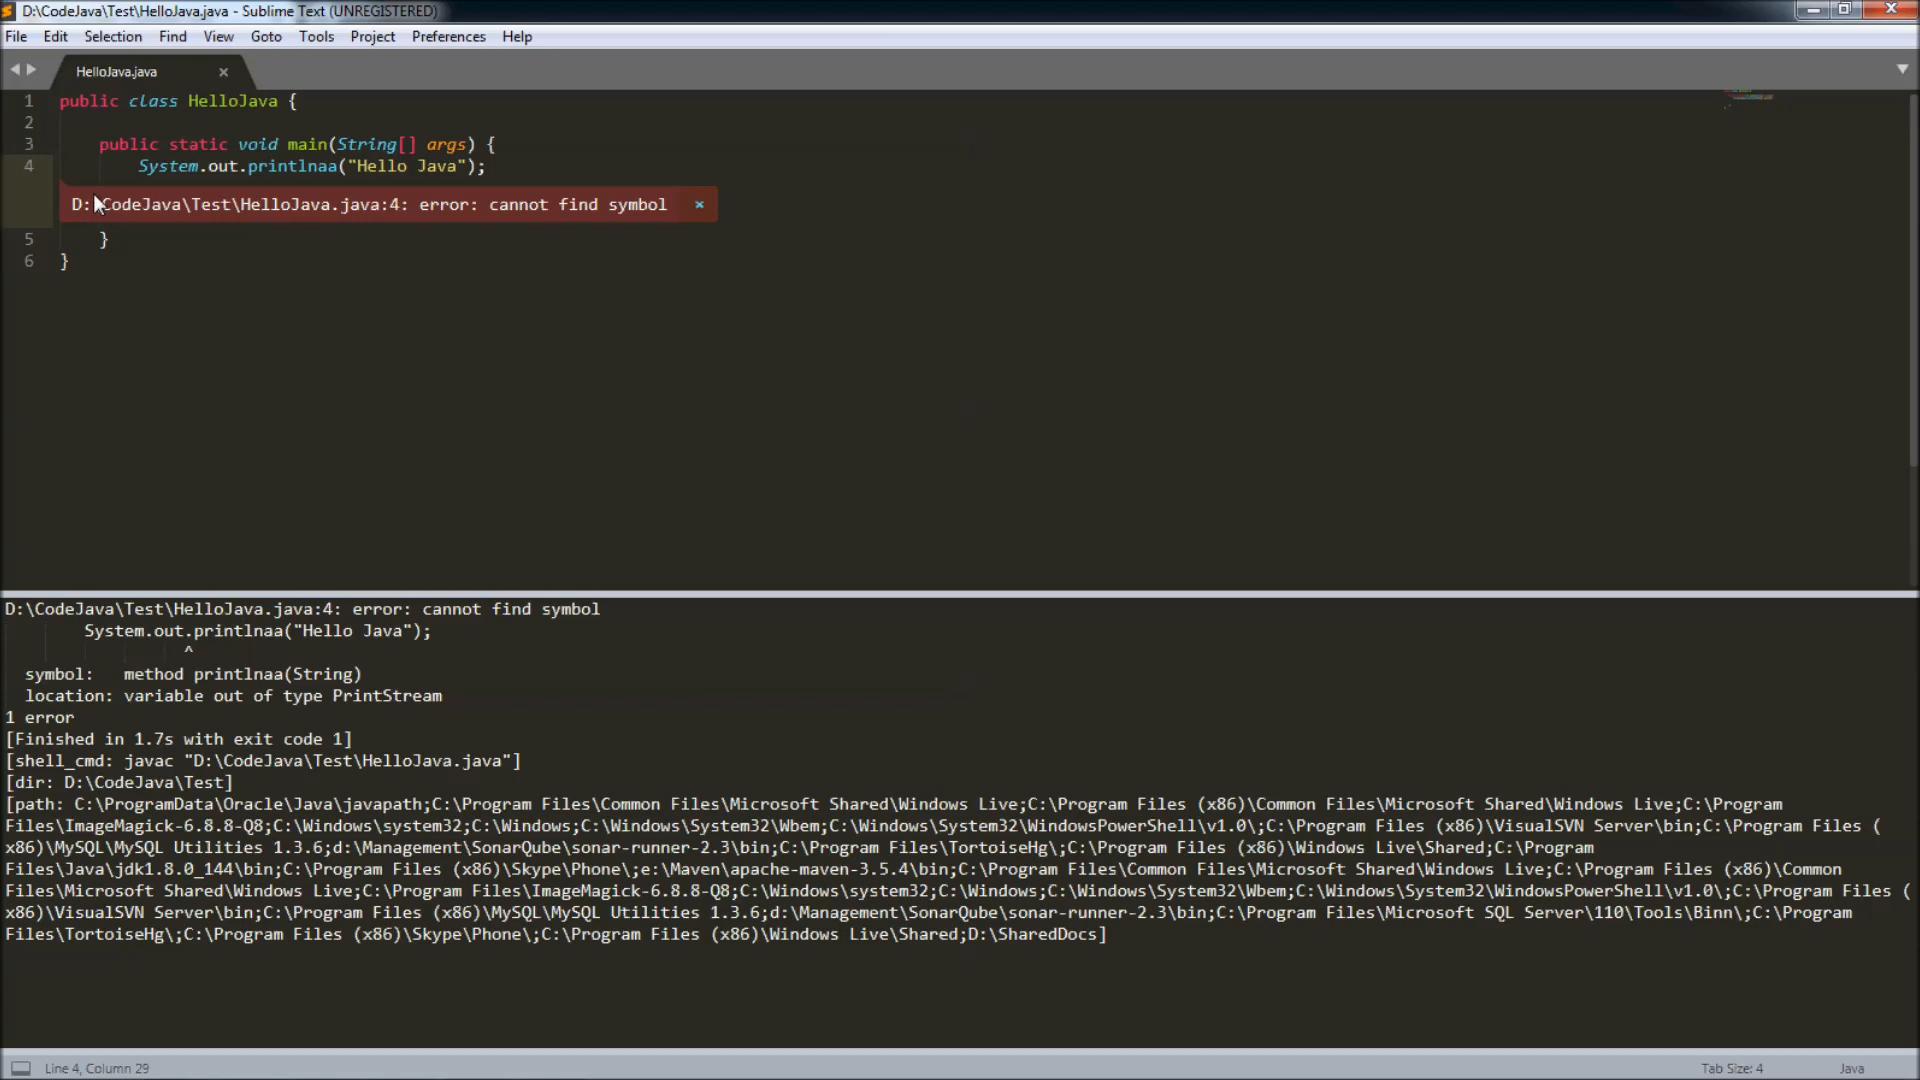 D:\CodeJava\Test\HelloJava.java - Sublime Text (UNREGISTERED)
File Edit Selection Find View Goto Tools Project Preferences Help
HelloJava.java
1 public class HelloJava {
2
3 public static void main(String[] args) {
4 System.out.printlnaa("Hello Java");
D:\CodeJava\Test\HelloJava.java:4: error: cannot find symbol ×
5 }
6 }
D:\CodeJava\Test\HelloJava.java:4: error: cannot find symbol
System.out.printlnaa("Hello Java");
^
symbol: method printlnaa(String)
location: variable out of type PrintStream
1 error
[Finished in 1.7s with exit code 1]
[shell_cmd: javac "D:\CodeJava\Test\HelloJava.java"]
[dir: D:\CodeJava\Test]
[path: C:\ProgramData\Oracle\Java\javapath;C:\Program Files\Common Files\Microsoft Shared\Windows Live;C:\Program Files (x86)\Common Files\Microsoft Shared\Windows Live;C:\Program
Files\ImageMagick-6.8.8-Q8;C:\Windows\system32;C:\Windows;C:\Windows\System32\Wbem;C:\Windows\System32\WindowsPowerShell\v1.0\;C:\Program Files (x86)\VisualSVN Server\bin;C:\Program Files (
x86)\MySQL\MySQL Utilities 1.3.6;d:\Management\SonarQube\sonar-runner-2.3\bin;C:\Program Files\TortoiseHg\;C:\Program Files (x86)\Windows Live\Shared;C:\Program
Files\Java\jdk1.8.0_144\bin;C:\Program Files (x86)\Skype\Phone\;e:\Maven\apache-maven-3.5.4\bin;C:\Program Files\Common Files\Microsoft Shared\Windows Live;C:\Program Files (x86)\Common
Files\Microsoft Shared\Windows Live;C:\Program Files\ImageMagick-6.8.8-Q8;C:\Windows\system32;C:\Windows;C:\Windows\System32\Wbem;C:\Windows\System32\WindowsPowerShell\v1.0\;C:\Program Files (
x86)\VisualSVN Server\bin;C:\Program Files (x86)\MySQL\MySQL Utilities 1.3.6;d:\Management\SonarQube\sonar-runner-2.3\bin;C:\Program Files\Microsoft SQL Server\110\Tools\Binn\;C:\Program
Files\TortoiseHg\;C:\Program Files (x86)\Skype\Phone\;C:\Program Files (x86)\Windows Live\Shared;D:\SharedDocs]
Line 4, Column 29 Tab Size: 4 Java